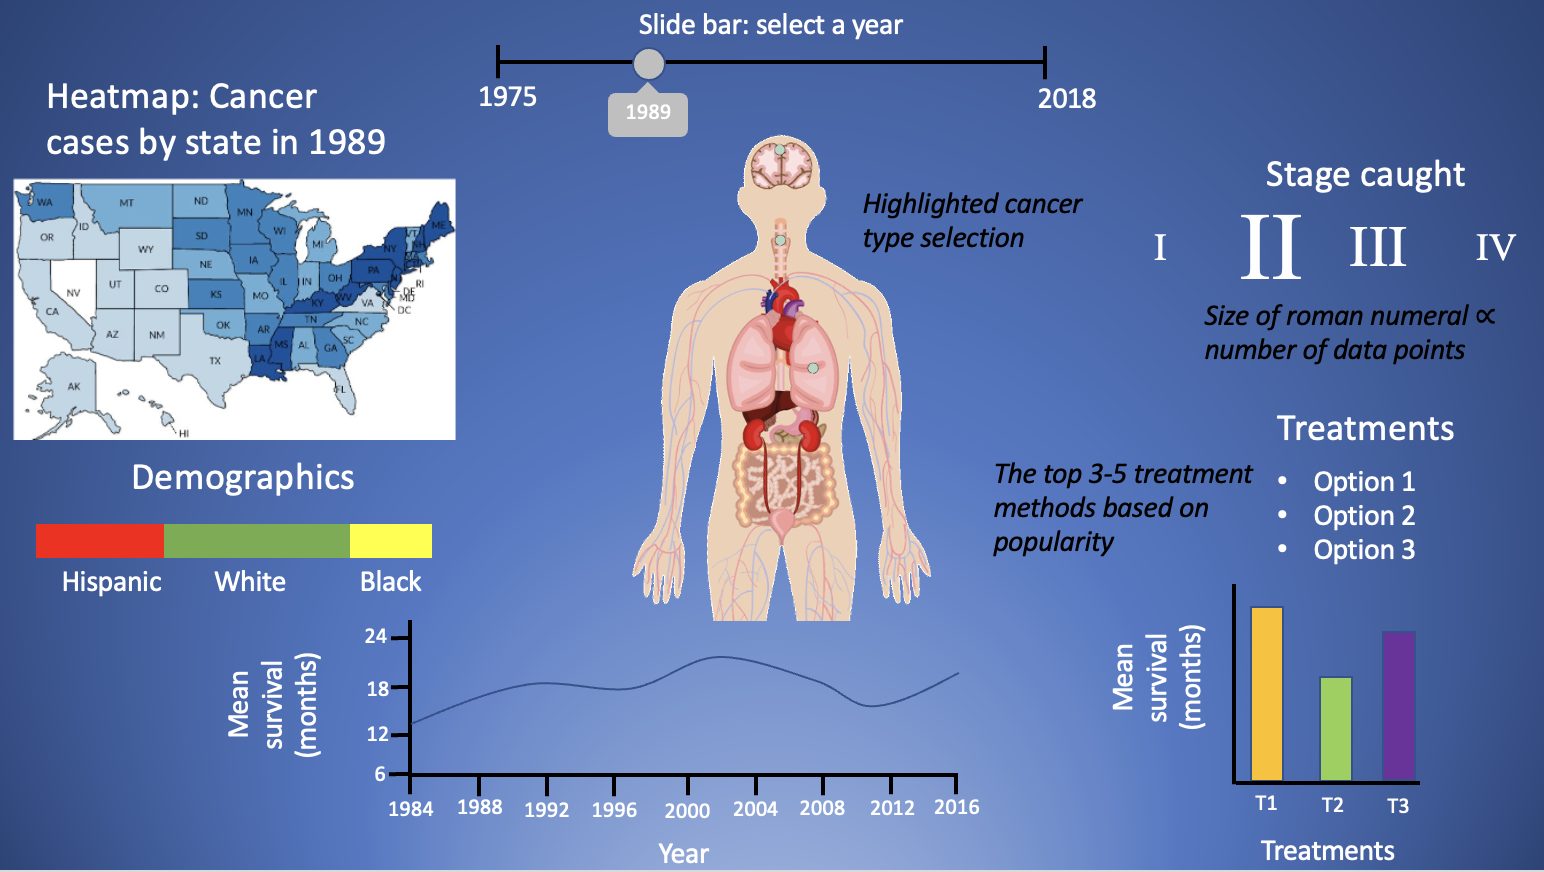 Slide bar: select a year
1975
2018
1989
Heatmap: Cancer
cases by state in 1989
WA
MT
ND
MN
ME
OR
ID
SD
WI
VT
NH
WY
MI
NY
NE
IA
PA
NV
UT
CO
IL
IN
OH
RI
CA
KS
MO
WV
VA
DE
MD
DC
KY
AZ
NM
OK
AR
TN
NC
SC
MS
AL
GA
TX
LA
FL
AK
HI
Highlighted cancer
type selection
Stage caught
I II III IV
Size of roman numeral ∝
number of data points
Demographics
Hispanic White Black
Treatments
The top 3-5 treatment
methods based on
popularity
• Option 1
• Option 2
• Option 3
Mean
survival
(months)
24
18
12
6
1984 1988 1992 1996 2000 2004 2008 2012 2016
Year
Mean
survival
(months)
T1 T2 T3
Treatments